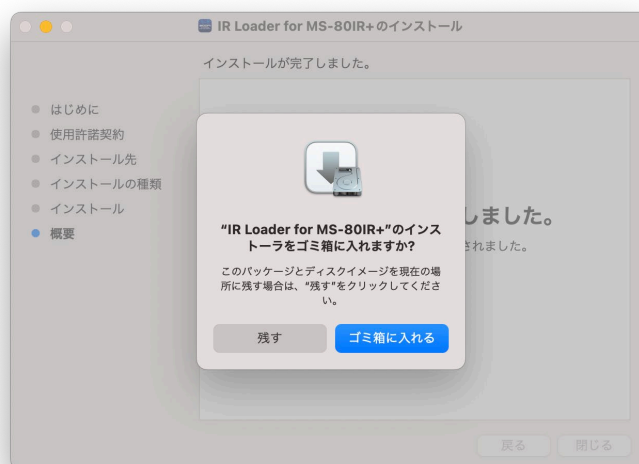 IR Loader for MS-80IR+のインストール
インストールが完了しました。
はじめに
使用許諾契約
インストール先
インストールの種類
インストール
概要
しました。
されました。
“IR Loader for MS-80IR+”のインス
トーラをゴミ箱に入れますか?
このパッケージとディスクイメージを現在の場
所に残す場合は、“残す”をクリックしてくださ
い。
残す
ゴミ箱に入れる
戻る
閉じる